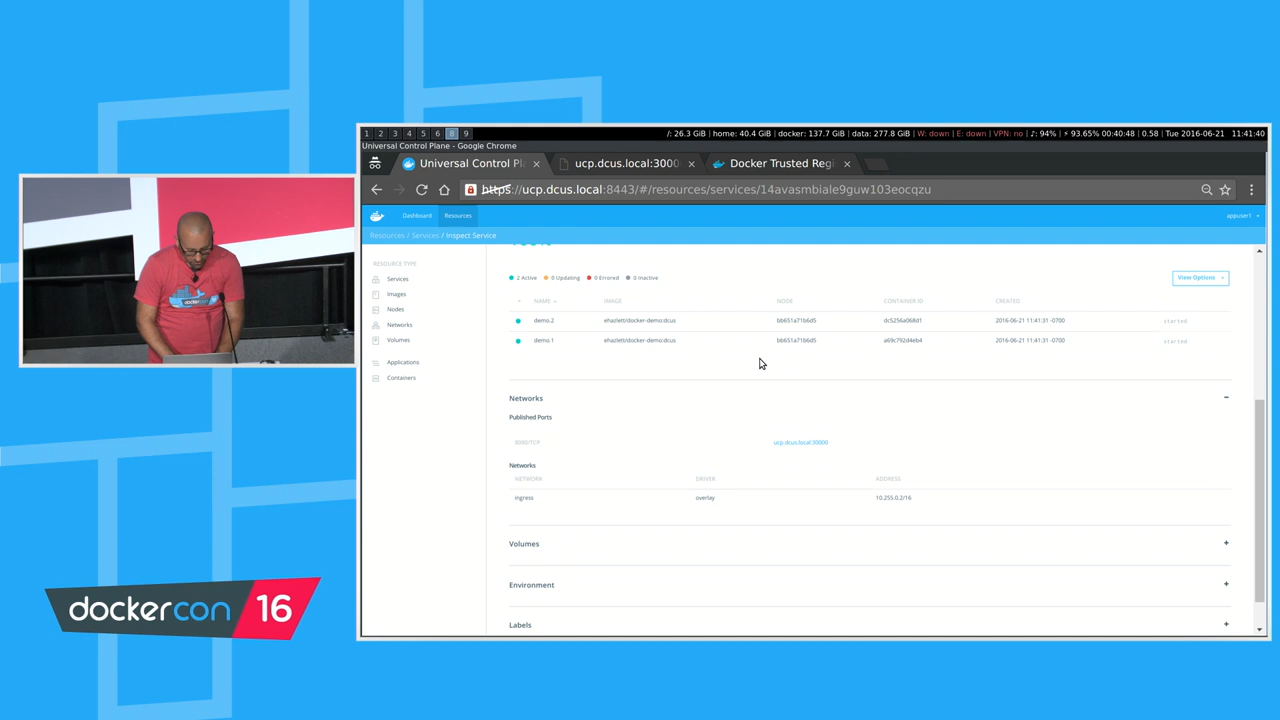 1 2 3 4 5 6 8 9
/: 26.3 GiB | home: 40.4 GiB | docker: 137.7 GiB | data: 277.8 GiB | W: down | E: down | VPN: no | ♪: 94% | ⚡ 93.65% 00:40:48 | 0.58 | Tue 2016-06-21 | 11:41:40
Universal Control Plane - Google Chrome
Universal Control Pl
ucp.dcus.local:3000
Docker Trusted Regi
https://ucp.dcus.local:8443/#/resources/services/14avasmbiale9guw103eocqzu
Dashboard Resources appuser1
Resources / Services / Inspect Service
RESOURCE TYPE
Services
Images
Nodes
Networks
Volumes
Applications
Containers
2 Active 0 Updating 0 Errored 0 Inactive
View Options
NAME IMAGE NODE CONTAINER ID CREATED
demo.2 ehazlett/docker-demo:dcus bb651a71b6d5 dc5256a068d1 2016-06-21 11:41:31 -0700 started
demo.1 ehazlett/docker-demo:dcus bb651a71b6d5 a69c792d4eb4 2016-06-21 11:41:31 -0700 started
Networks
Published Ports
8080/TCP ucp.dcus.local:30000
Networks
NETWORK DRIVER ADDRESS
ingress overlay 10.255.0.2/16
Volumes +
Environment +
Labels +
docker
dockercon 16